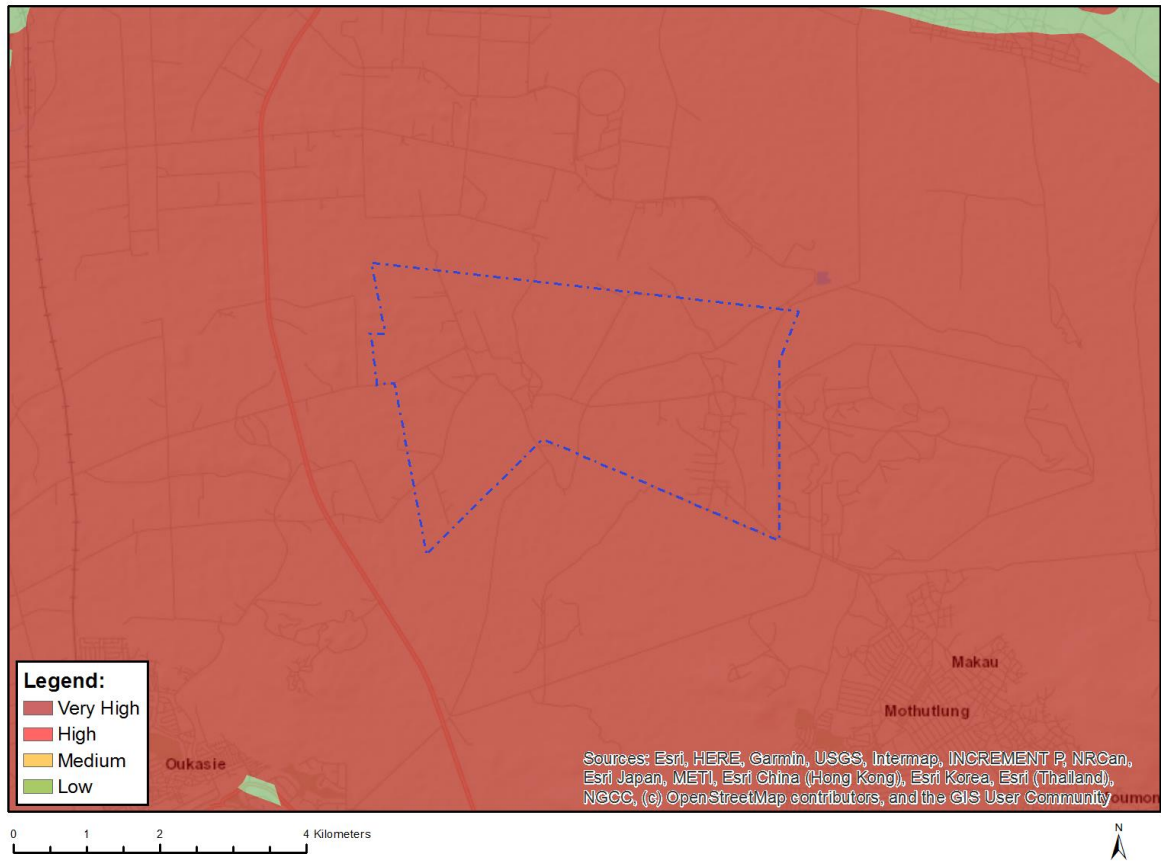 Makau
Mothutlung
Legend:
Very High
High
Medium
Low
Oukasie
Sources: Esri, HERE, Garmin, USGS, Intermap, INCREMENT P, NRCan,
Esri Japan, METI, Esri China (Hong Kong), Esri Korea, Esri (Thailand),
NGCC, (c) OpenStreetMap contributors, and the GIS User Community
0 1 2 4 Kilometers
N